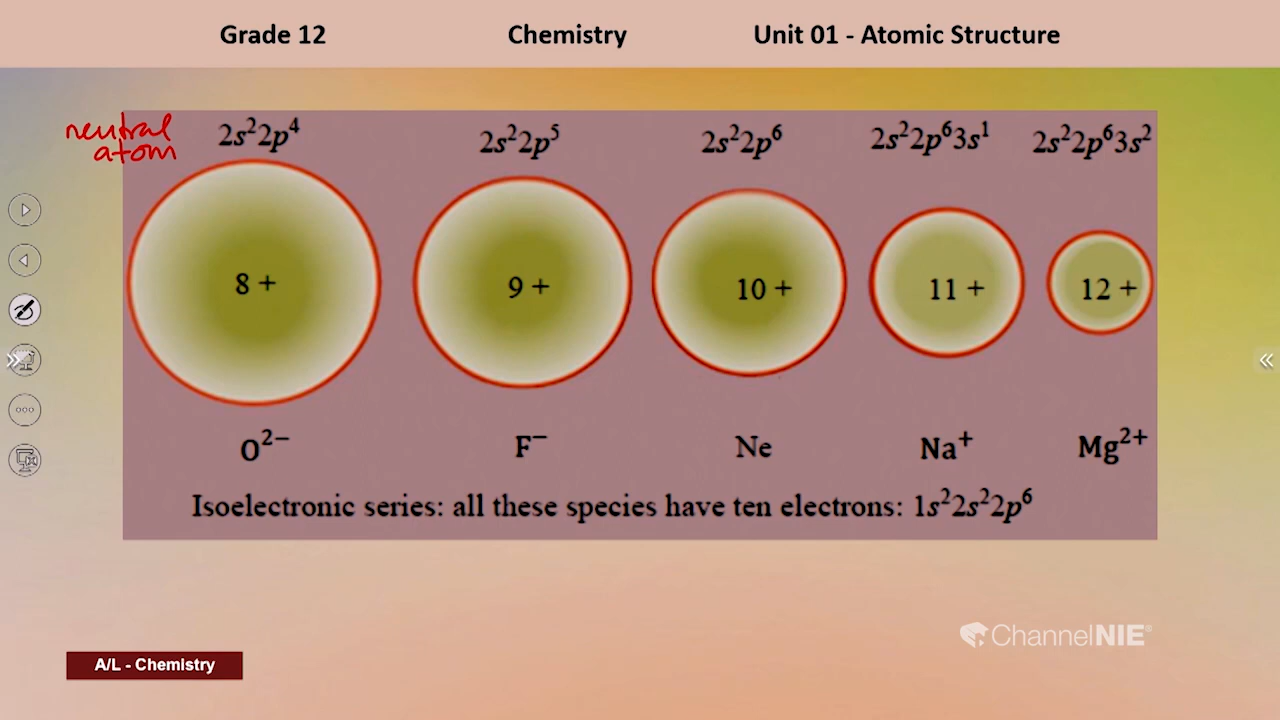 Grade 12 Chemistry Unit 01 - Atomic Structure
neutral
atom
2s²2p⁴ 2s²2p⁵ 2s²2p⁶ 2s²2p⁶3s¹ 2s²2p⁶3s²
8 + 9 + 10 + 11 + 12 +
O²⁻ F⁻ Ne Na⁺ Mg²⁺
Isoelectronic series: all these species have ten electrons: 1s²2s²2p⁶
ChannelNIE
A/L - Chemistry